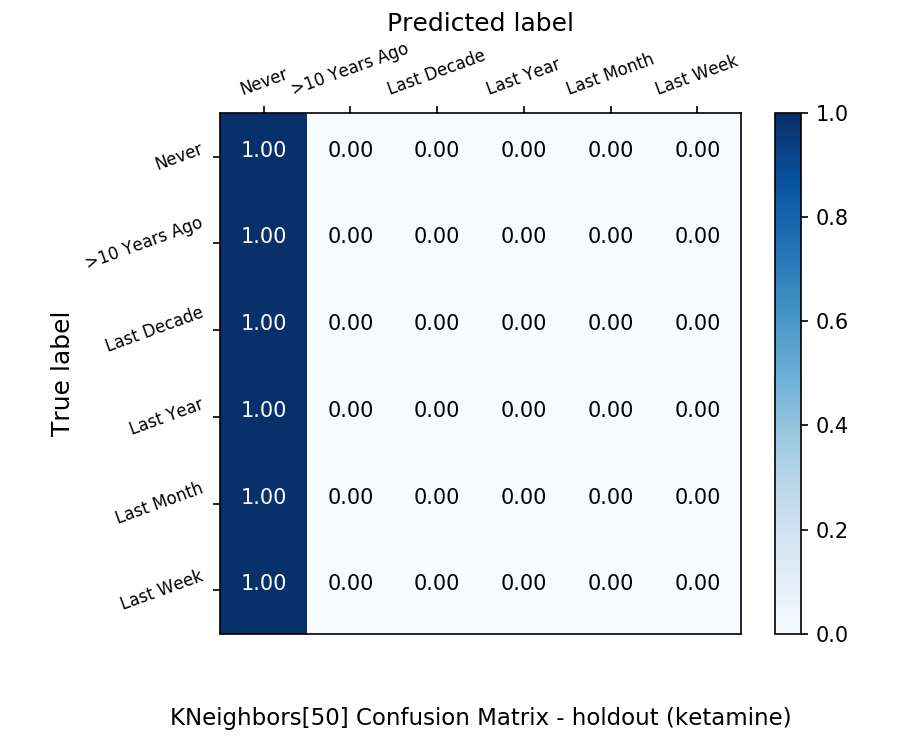 Predicted label
Never >10 Years Ago Last Decade Last Year Last Month Last Week
True label
Never 1.00 0.00 0.00 0.00 0.00 0.00
>10 Years Ago 1.00 0.00 0.00 0.00 0.00 0.00
Last Decade 1.00 0.00 0.00 0.00 0.00 0.00
Last Year 1.00 0.00 0.00 0.00 0.00 0.00
Last Month 1.00 0.00 0.00 0.00 0.00 0.00
Last Week 1.00 0.00 0.00 0.00 0.00 0.00
1.0
0.8
0.6
0.4
0.2
0.0
KNeighbors[50] Confusion Matrix - holdout (ketamine)